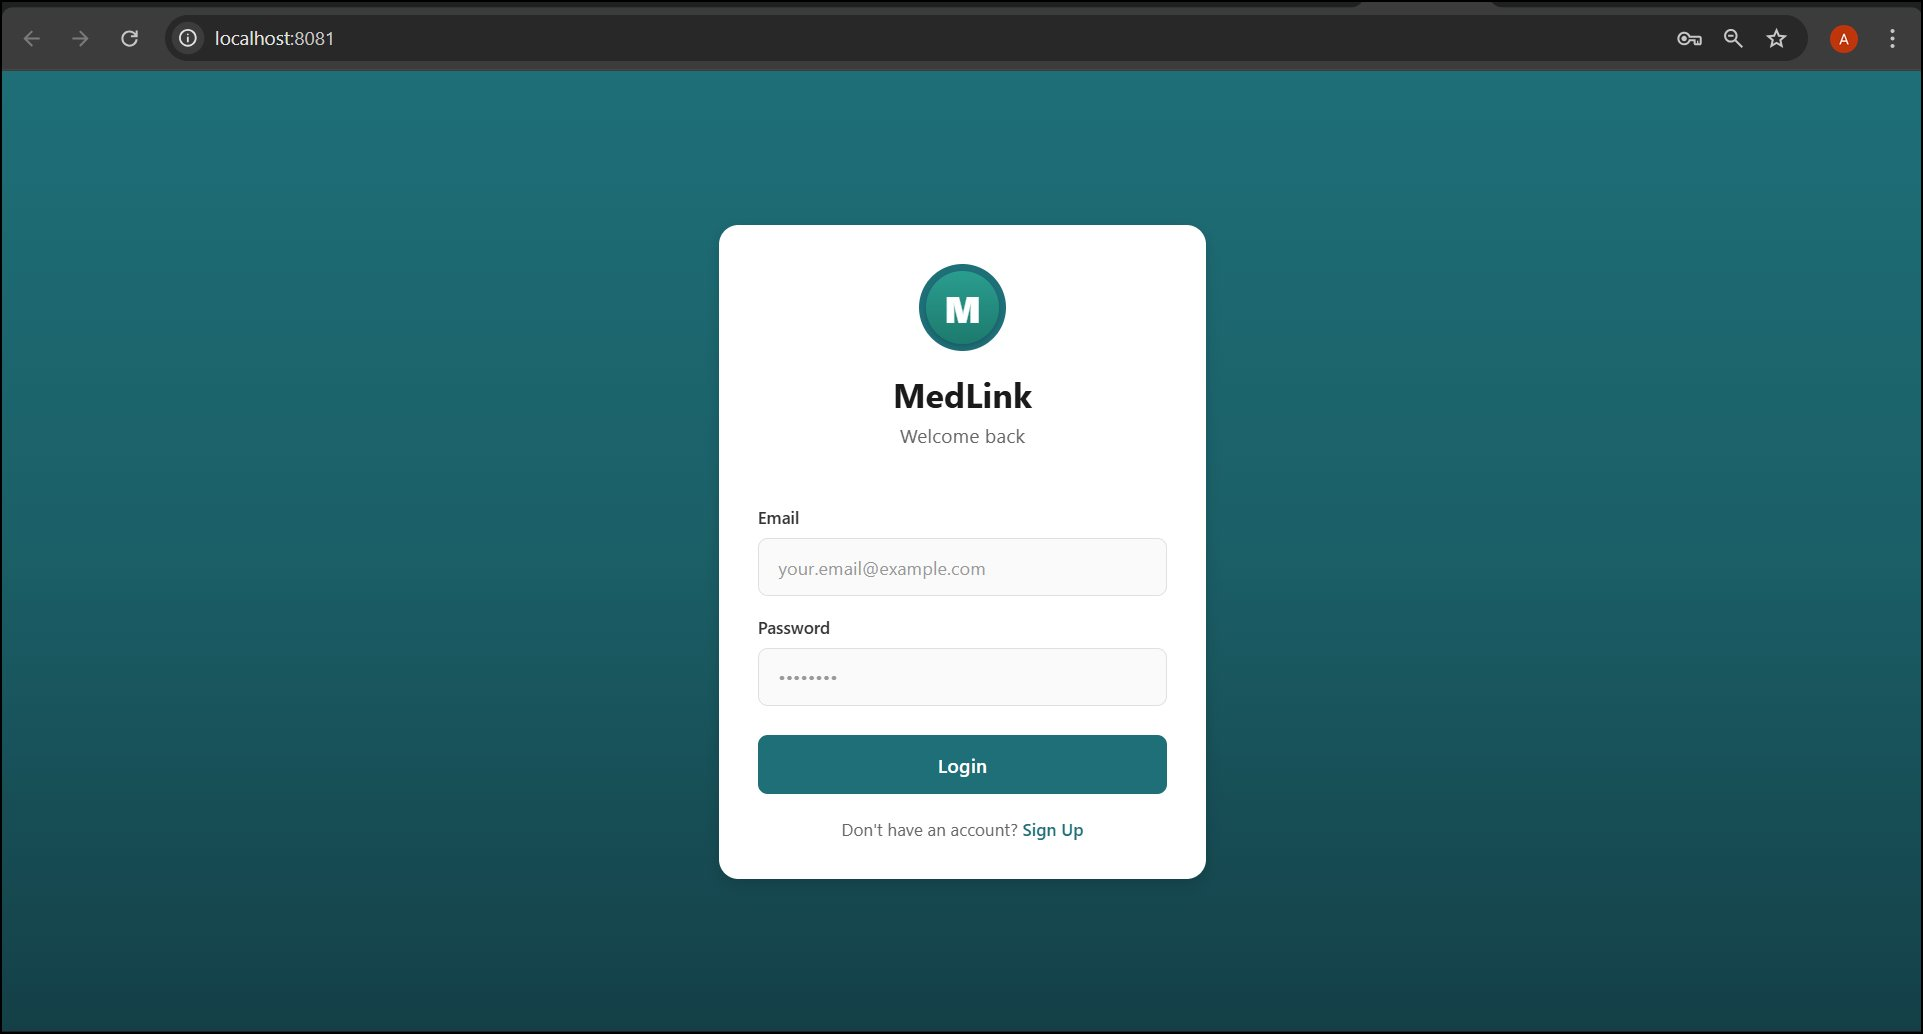 localhost:8081
A
M
MedLink
Welcome back
Email
your.email@example.com
Password
••••••••
Login
Don't have an account? Sign Up